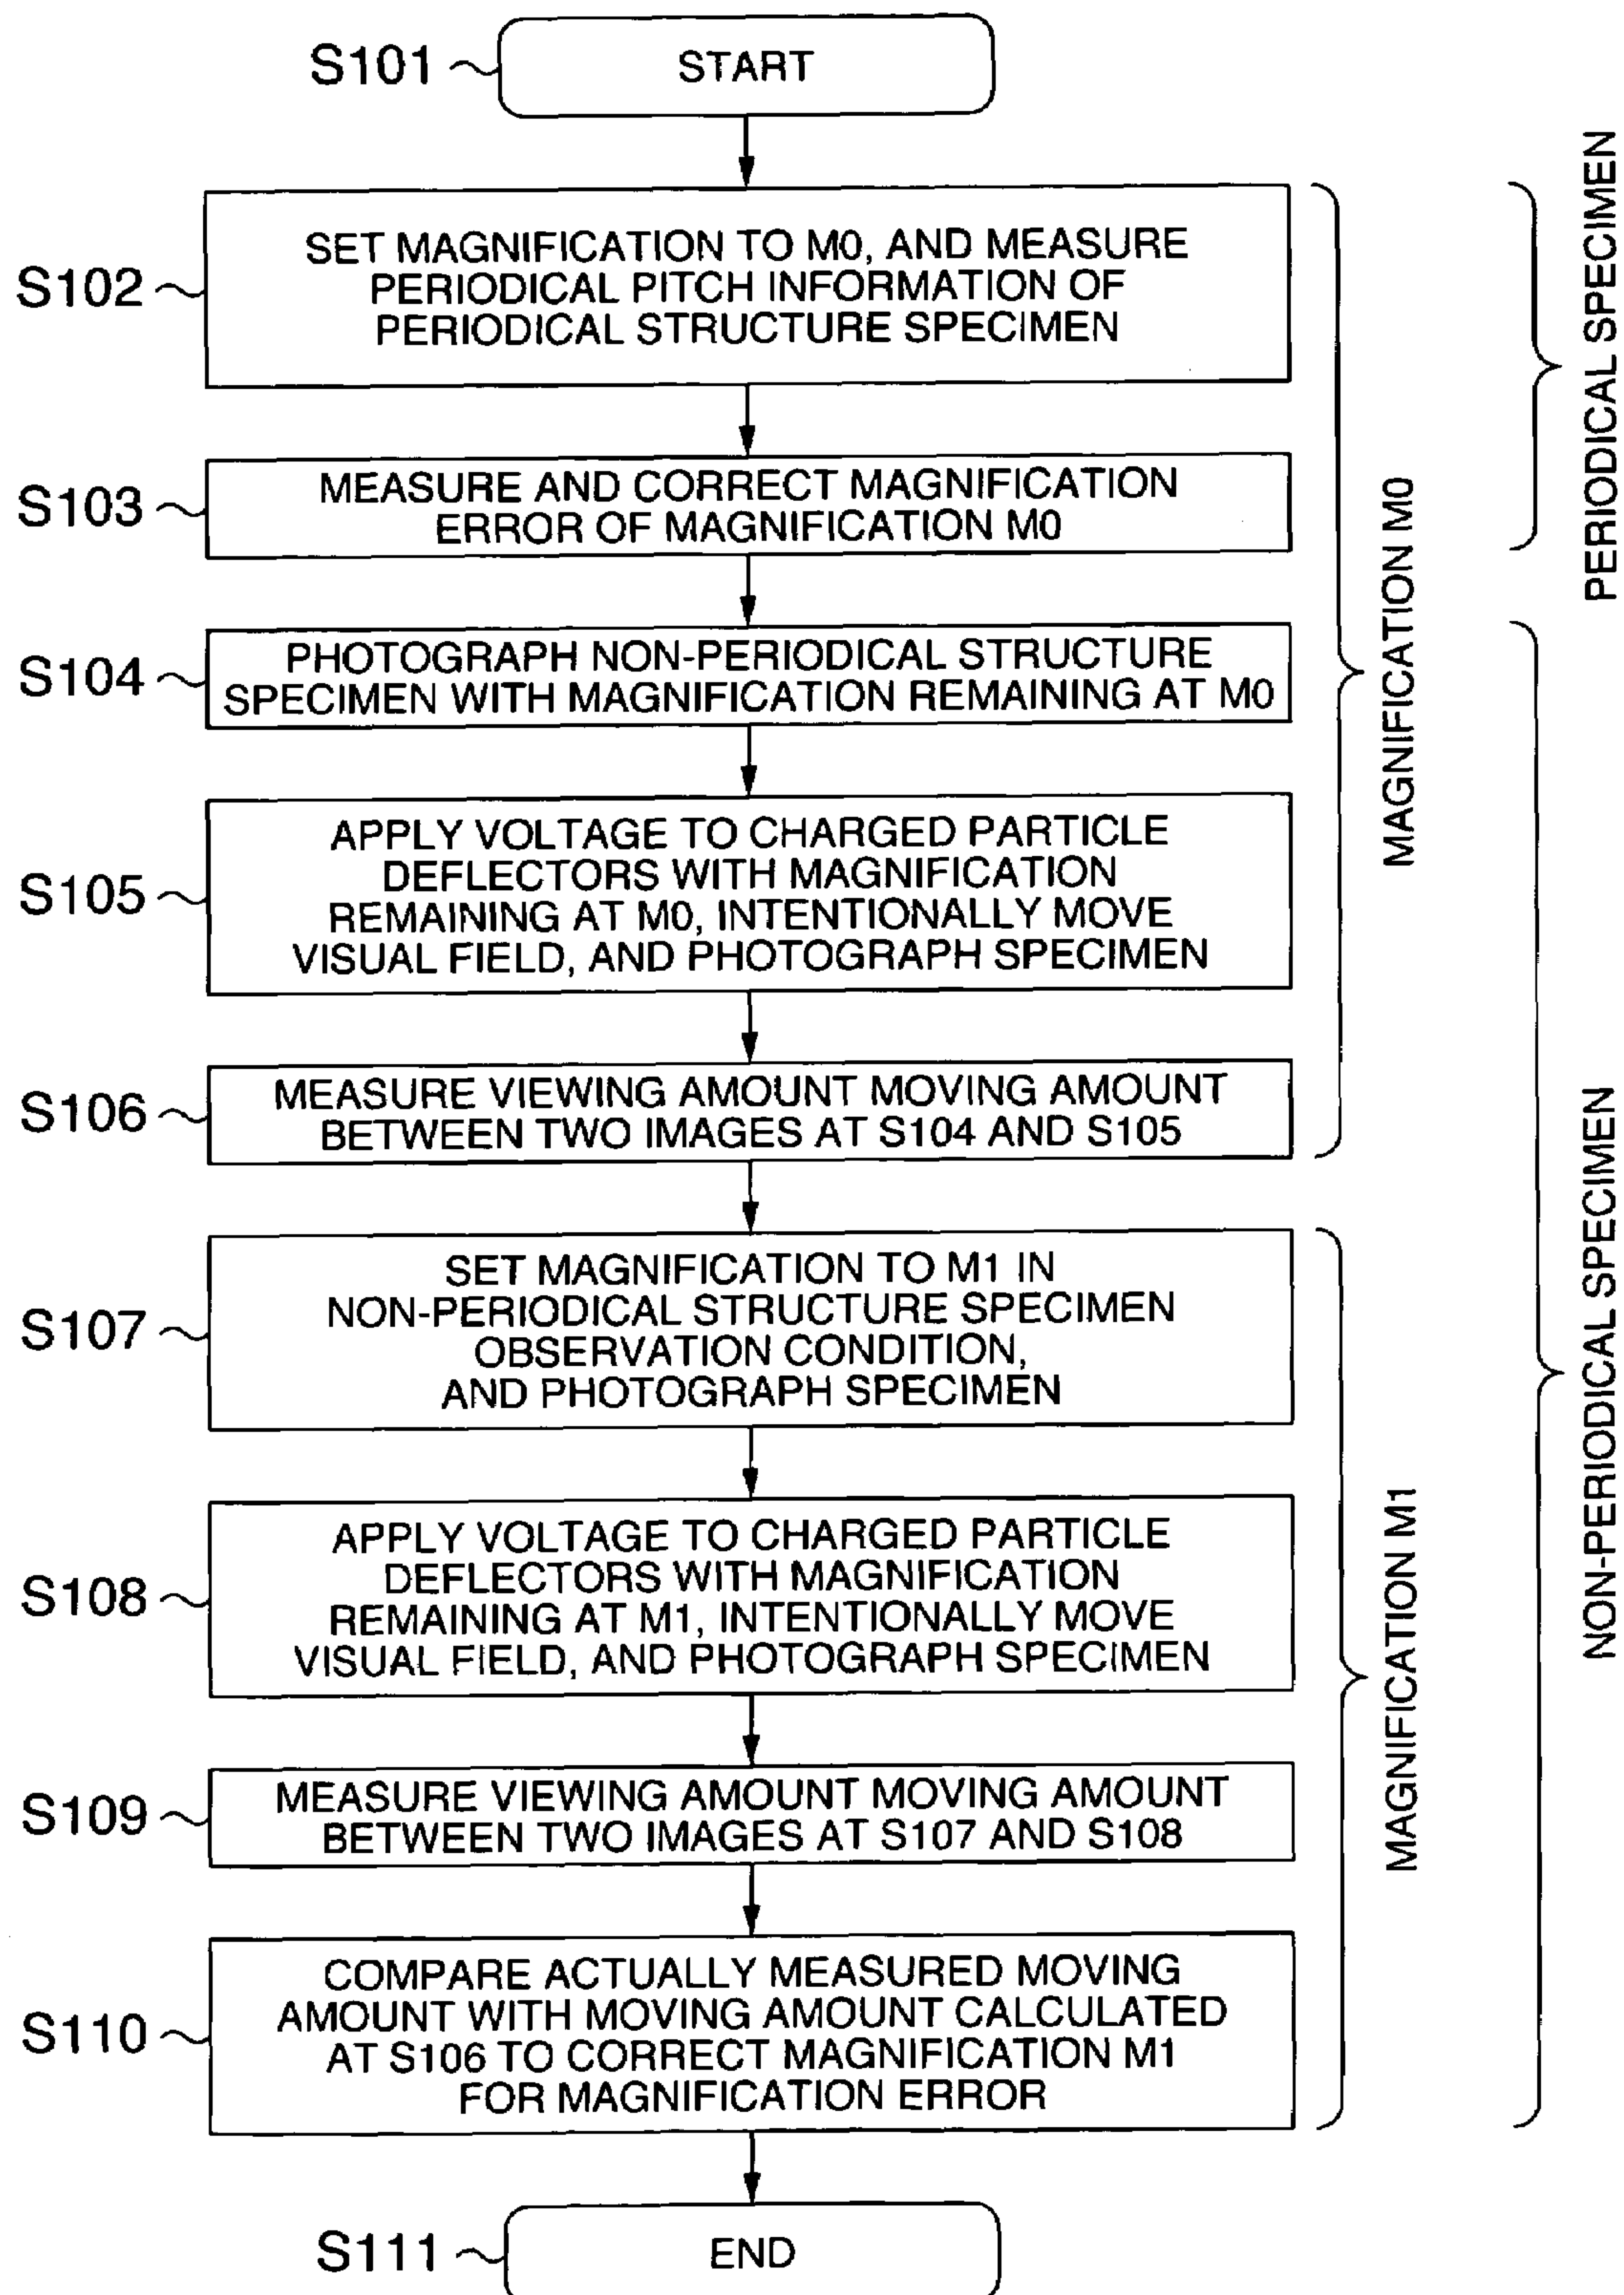 S101
START
S102
SET MAGNIFICATION TO M0, AND MEASURE
PERIODICAL PITCH INFORMATION OF
PERIODICAL STRUCTURE SPECIMEN
S103
MEASURE AND CORRECT MAGNIFICATION
ERROR OF MAGNIFICATION M0
S104
PHOTOGRAPH NON-PERIODICAL STRUCTURE
SPECIMEN WITH MAGNIFICATION REMAINING AT M0
S105
APPLY VOLTAGE TO CHARGED PARTICLE
DEFLECTORS WITH MAGNIFICATION
REMAINING AT M0, INTENTIONALLY MOVE
VISUAL FIELD, AND PHOTOGRAPH SPECIMEN
S106
MEASURE VIEWING AMOUNT MOVING AMOUNT
BETWEEN TWO IMAGES AT S104 AND S105
S107
SET MAGNIFICATION TO M1 IN
NON-PERIODICAL STRUCTURE SPECIMEN
OBSERVATION CONDITION,
AND PHOTOGRAPH SPECIMEN
S108
APPLY VOLTAGE TO CHARGED PARTICLE
DEFLECTORS WITH MAGNIFICATION
REMAINING AT M1, INTENTIONALLY MOVE
VISUAL FIELD, AND PHOTOGRAPH SPECIMEN
S109
MEASURE VIEWING AMOUNT MOVING AMOUNT
BETWEEN TWO IMAGES AT S107 AND S108
S110
COMPARE ACTUALLY MEASURED MOVING
AMOUNT WITH MOVING AMOUNT CALCULATED
AT S106 TO CORRECT MAGNIFICATION M1
FOR MAGNIFICATION ERROR
S111
END
MAGNIFICATION M0
MAGNIFICATION M1
PERIODICAL SPECIMEN
NON-PERIODICAL SPECIMEN